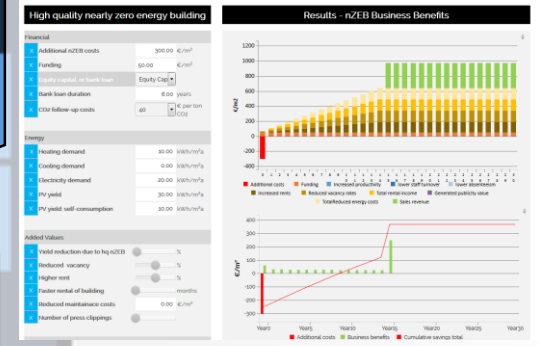 High quality nearly zero energy building
Financial
X Additional nZEB costs 300.00 €/m²
X Funding 50.00 €/m²
X Equity capital, or bank loan Equity Cap
X Bank loan duration 8.00 years
X CO2 follow-up costs 40 € per ton CO2
Energy
X Heating demand 10.00 kWh/m²a
X Cooling demand 0.00 kWh/m²a
X Electricity demand 20.00 kWh/m²a
X PV yield 30.00 kWh/m²a
X PV yield: self-consumption 10.00 kWh/m²a
Added Values
X Yield reduction due to hq nZEB %
X Reduced vacancy %
X Higher rent %
X Faster rental of building months
X Reduced maintainace costs 0.00 €/m²
X Number of press clippings
Results - nZEB Business Benefits
€/m2
1200
1000
800
600
400
200
0
-200
-400
Additional costs Funding Increased productivity lower staff turnover lower absenteeism
Increased rents Reduced vacancy rates Total rental income Generated publicity value
TotalReduced energy costs Sales revenue
€/m²
400
300
200
100
0
-100
-200
-300
Year0 Year5 Year10 Year15 Year20 Year25 Year30
Additional costs Business benefits Cumulative savings total